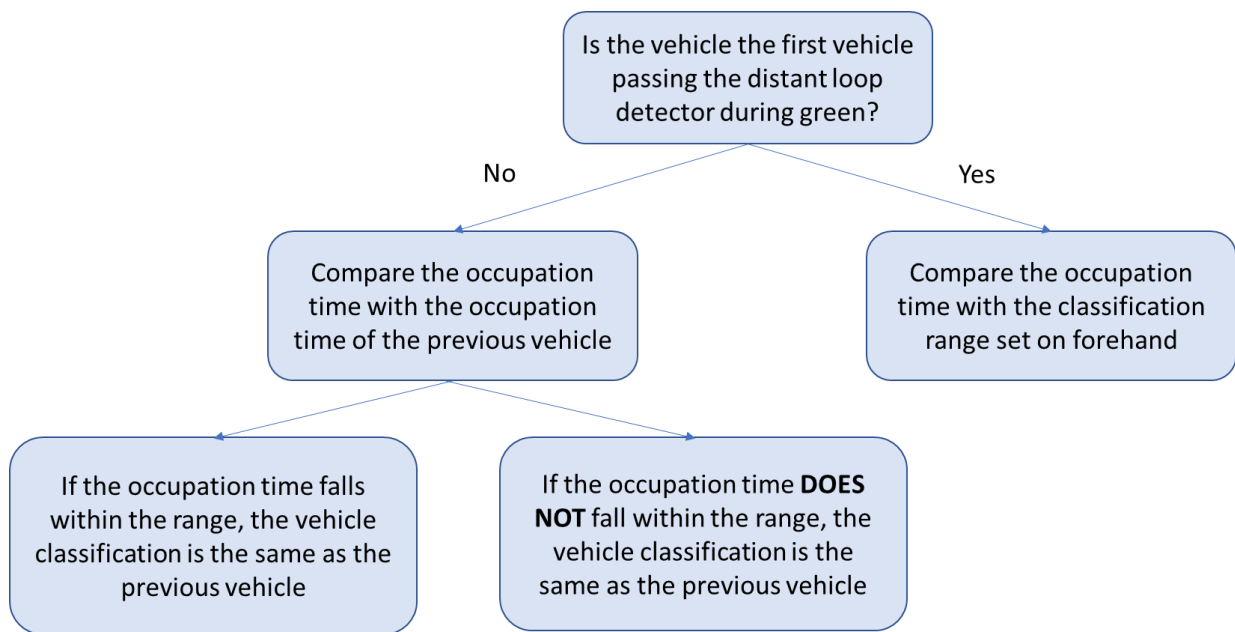 Is the vehicle the first vehicle
passing the distant loop
detector during green?
No
Yes
Compare the occupation
time with the occupation
time of the previous vehicle
Compare the occupation
time with the classification
range set on forehand
If the occupation time falls
within the range, the vehicle
classification is the same as the
previous vehicle
If the occupation time DOES
NOT fall within the range, the
vehicle classification is the
same as the previous vehicle